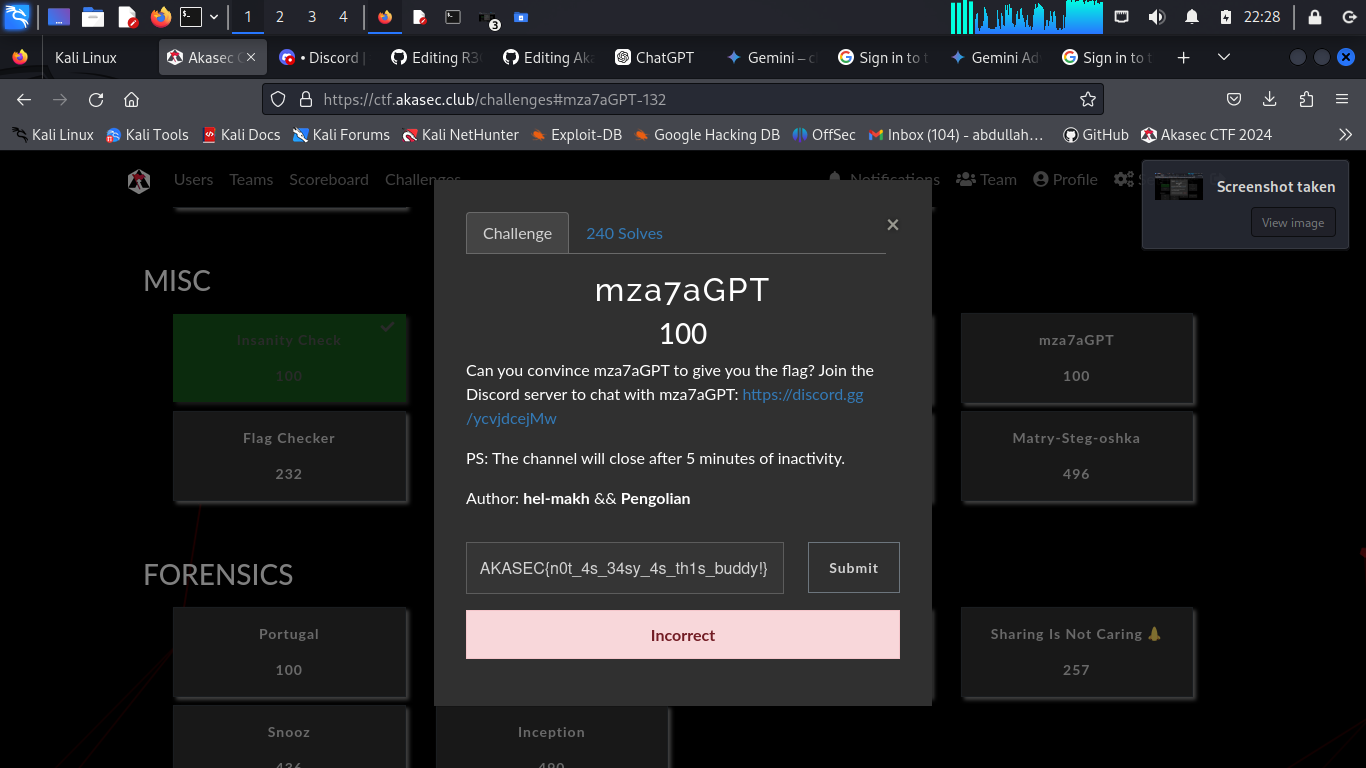 1 2 3 4 3 22:28
Kali Linux Akasec C • Discord | Editing R3 Editing Aka ChatGPT Gemini – c Sign in to t Gemini Ad Sign in to t
https://ctf.akasec.club/challenges#mza7aGPT-132
Kali Linux Kali Tools Kali Docs Kali Forums Kali NetHunter Exploit-DB Google Hacking DB OffSec Inbox (104) - abdullah… GitHub Akasec CTF 2024
Users Teams Scoreboard Challenges Notifications Team Profile
Screenshot taken
View image
Challenge 240 Solves
MISC
mza7aGPT
100
Insanity Check
100
mza7aGPT
100
Can you convince mza7aGPT to give you the flag? Join the
Discord server to chat with mza7aGPT: https://discord.gg
/ycvjdcejMw
Flag Checker
232
Matry-Steg-oshka
496
PS: The channel will close after 5 minutes of inactivity.
Author: hel-makh && Pengolian
AKASEC{n0t_4s_34sy_4s_th1s_buddy!} Submit
Incorrect
FORENSICS
Portugal
100
Sharing Is Not Caring
257
Snooz
436
Inception
490